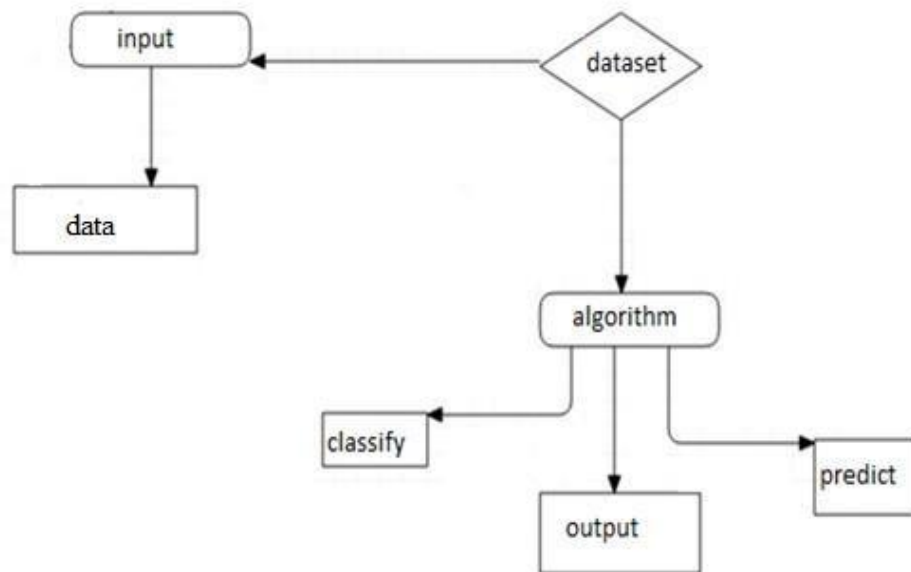 input
dataset
data
algorithm
classify
predict
output